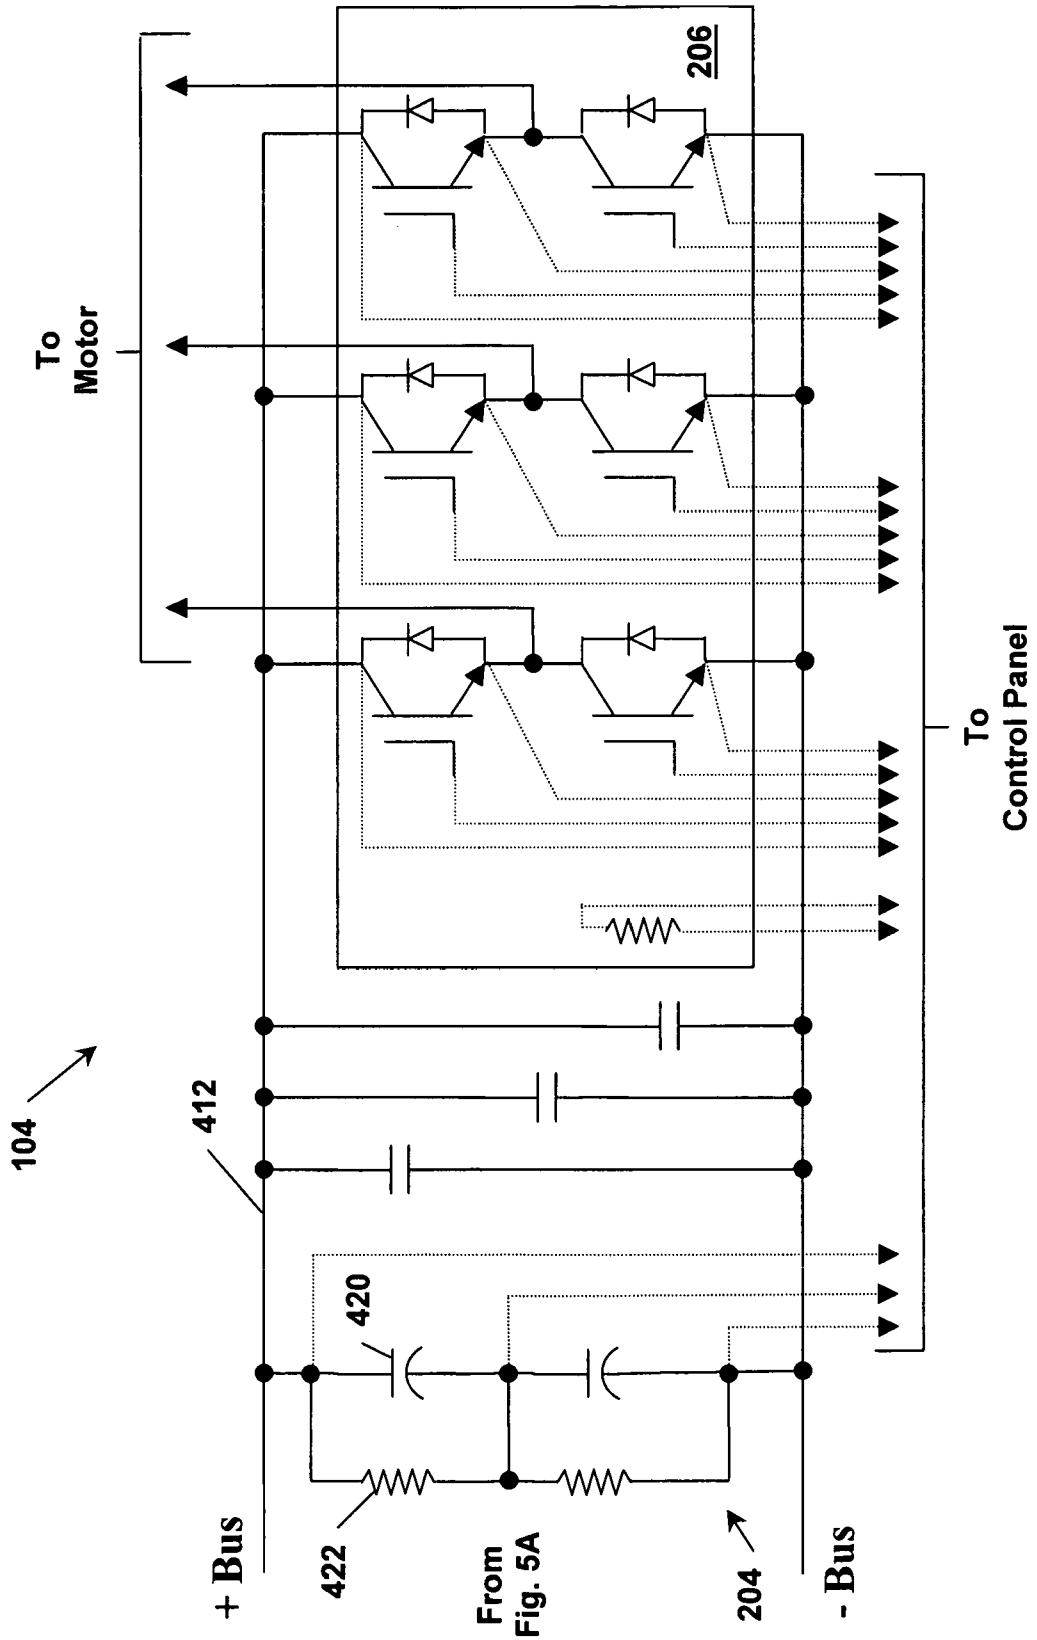 104
412
+ Bus
422
420
From
Fig. 5A
204
- Bus
To
Motor
206
To
Control Panel